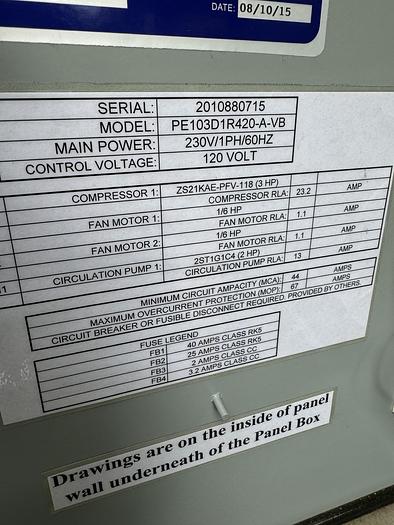 DATE: 08/10/15
SERIAL: 2010880715
MODEL: PE103D1R420-A-VB
MAIN POWER: 230V/1PH/60HZ
CONTROL VOLTAGE: 120 VOLT
COMPRESSOR 1: ZS21KAE-PFV-118 (3 HP)
COMPRESSOR RLA: 23.2 AMP
FAN MOTOR 1: 1/6 HP
FAN MOTOR RLA: 1.1 AMP
FAN MOTOR 2: 1/6 HP
FAN MOTOR RLA: 1.1 AMP
CIRCULATION PUMP 1: 2ST1G1C4 (2 HP)
CIRCULATION PUMP RLA: 13 AMP
MINIMUM CIRCUIT AMPACITY (MCA): 44 AMPS
MAXIMUM OVERCURRENT PROTECTION (MOP): 67 AMPS
CIRCUIT BREAKER OR FUSIBLE DISCONNECT REQUIRED. PROVIDED BY OTHERS.
FUSE LEGEND
FB1 40 AMPS CLASS RK5
FB2 25 AMPS CLASS RK5
FB3 2 AMPS CLASS CC
FB4 3.2 AMPS CLASS CC
Drawings are on the inside of panel
wall underneath of the Panel Box